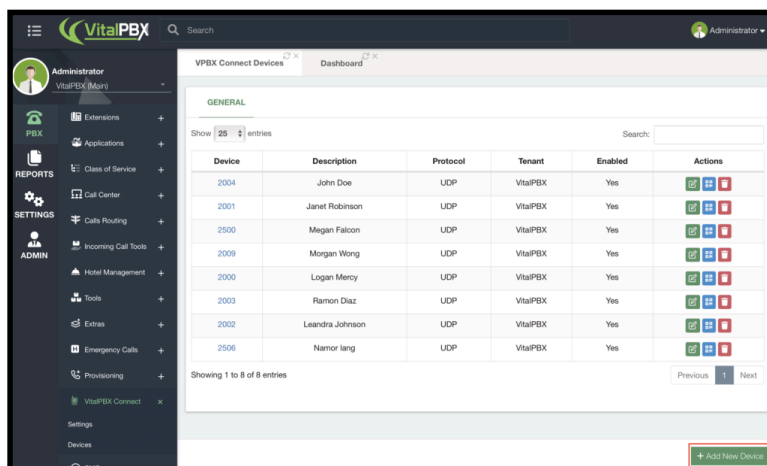 VitalPBX
Search
Administrator
Administrator
VitalPBX (Main)
PBX
REPORTS
SETTINGS
ADMIN
Extensions +
Applications +
Class of Service +
Call Center +
Calls Routing +
Incoming Call Tools +
Hotel Management +
Tools +
Extras +
Emergency Calls +
Provisioning +
VitalPBX Connect ×
Settings
Devices
VPBX Connect Devices ×
Dashboard ×
GENERAL
Show 25 entries
Search:
Device Description Protocol Tenant Enabled Actions
2004 John Doe UDP VitalPBX Yes
2001 Janet Robinson UDP VitalPBX Yes
2500 Megan Falcon UDP VitalPBX Yes
2009 Morgan Wong UDP VitalPBX Yes
2000 Logan Mercy UDP VitalPBX Yes
2003 Ramon Diaz UDP VitalPBX Yes
2002 Leandra Johnson UDP VitalPBX Yes
2506 Namor lang UDP VitalPBX Yes
Showing 1 to 8 of 8 entries
Previous 1 Next
+ Add New Device